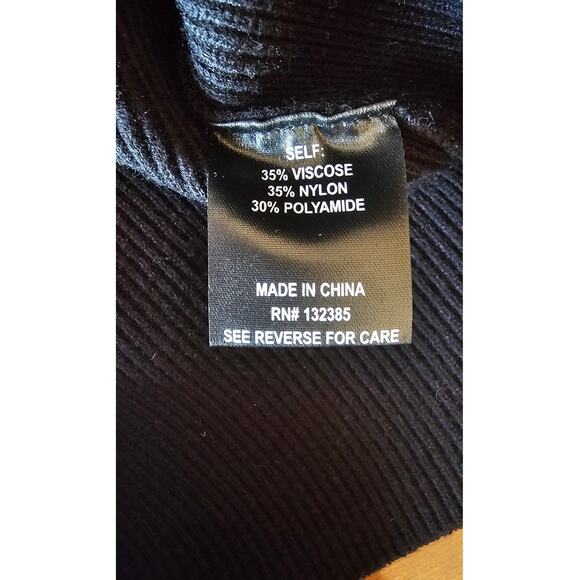 SELF:
35% VISCOSE
35% NYLON
30% POLYAMIDE
MADE IN CHINA
RN# 132385
SEE REVERSE FOR CARE